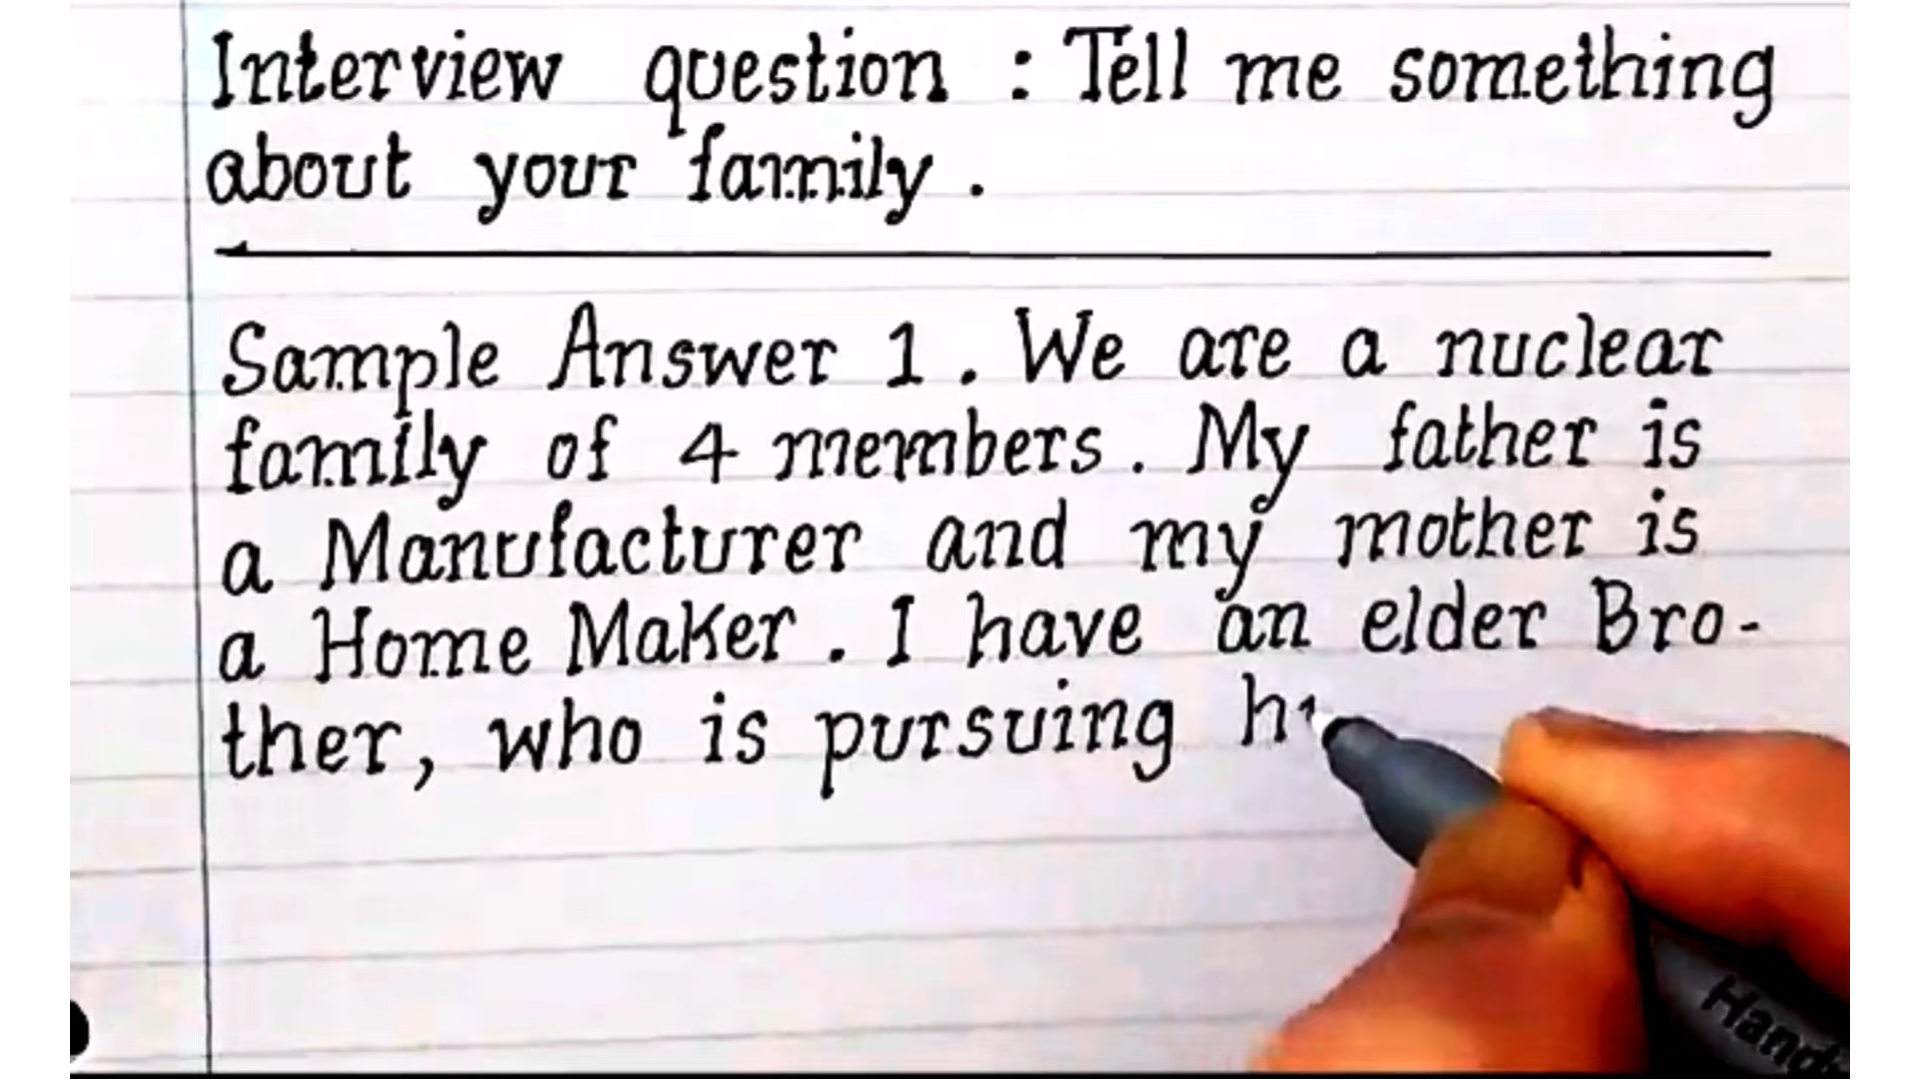 Interview question : Tell me something
about your family .
Sample Answer 1 . We are a nuclear
family of 4 members . My father is
a Manufacturer and my mother is
a Home Maker . I have an elder Bro-
ther, who is pursuing